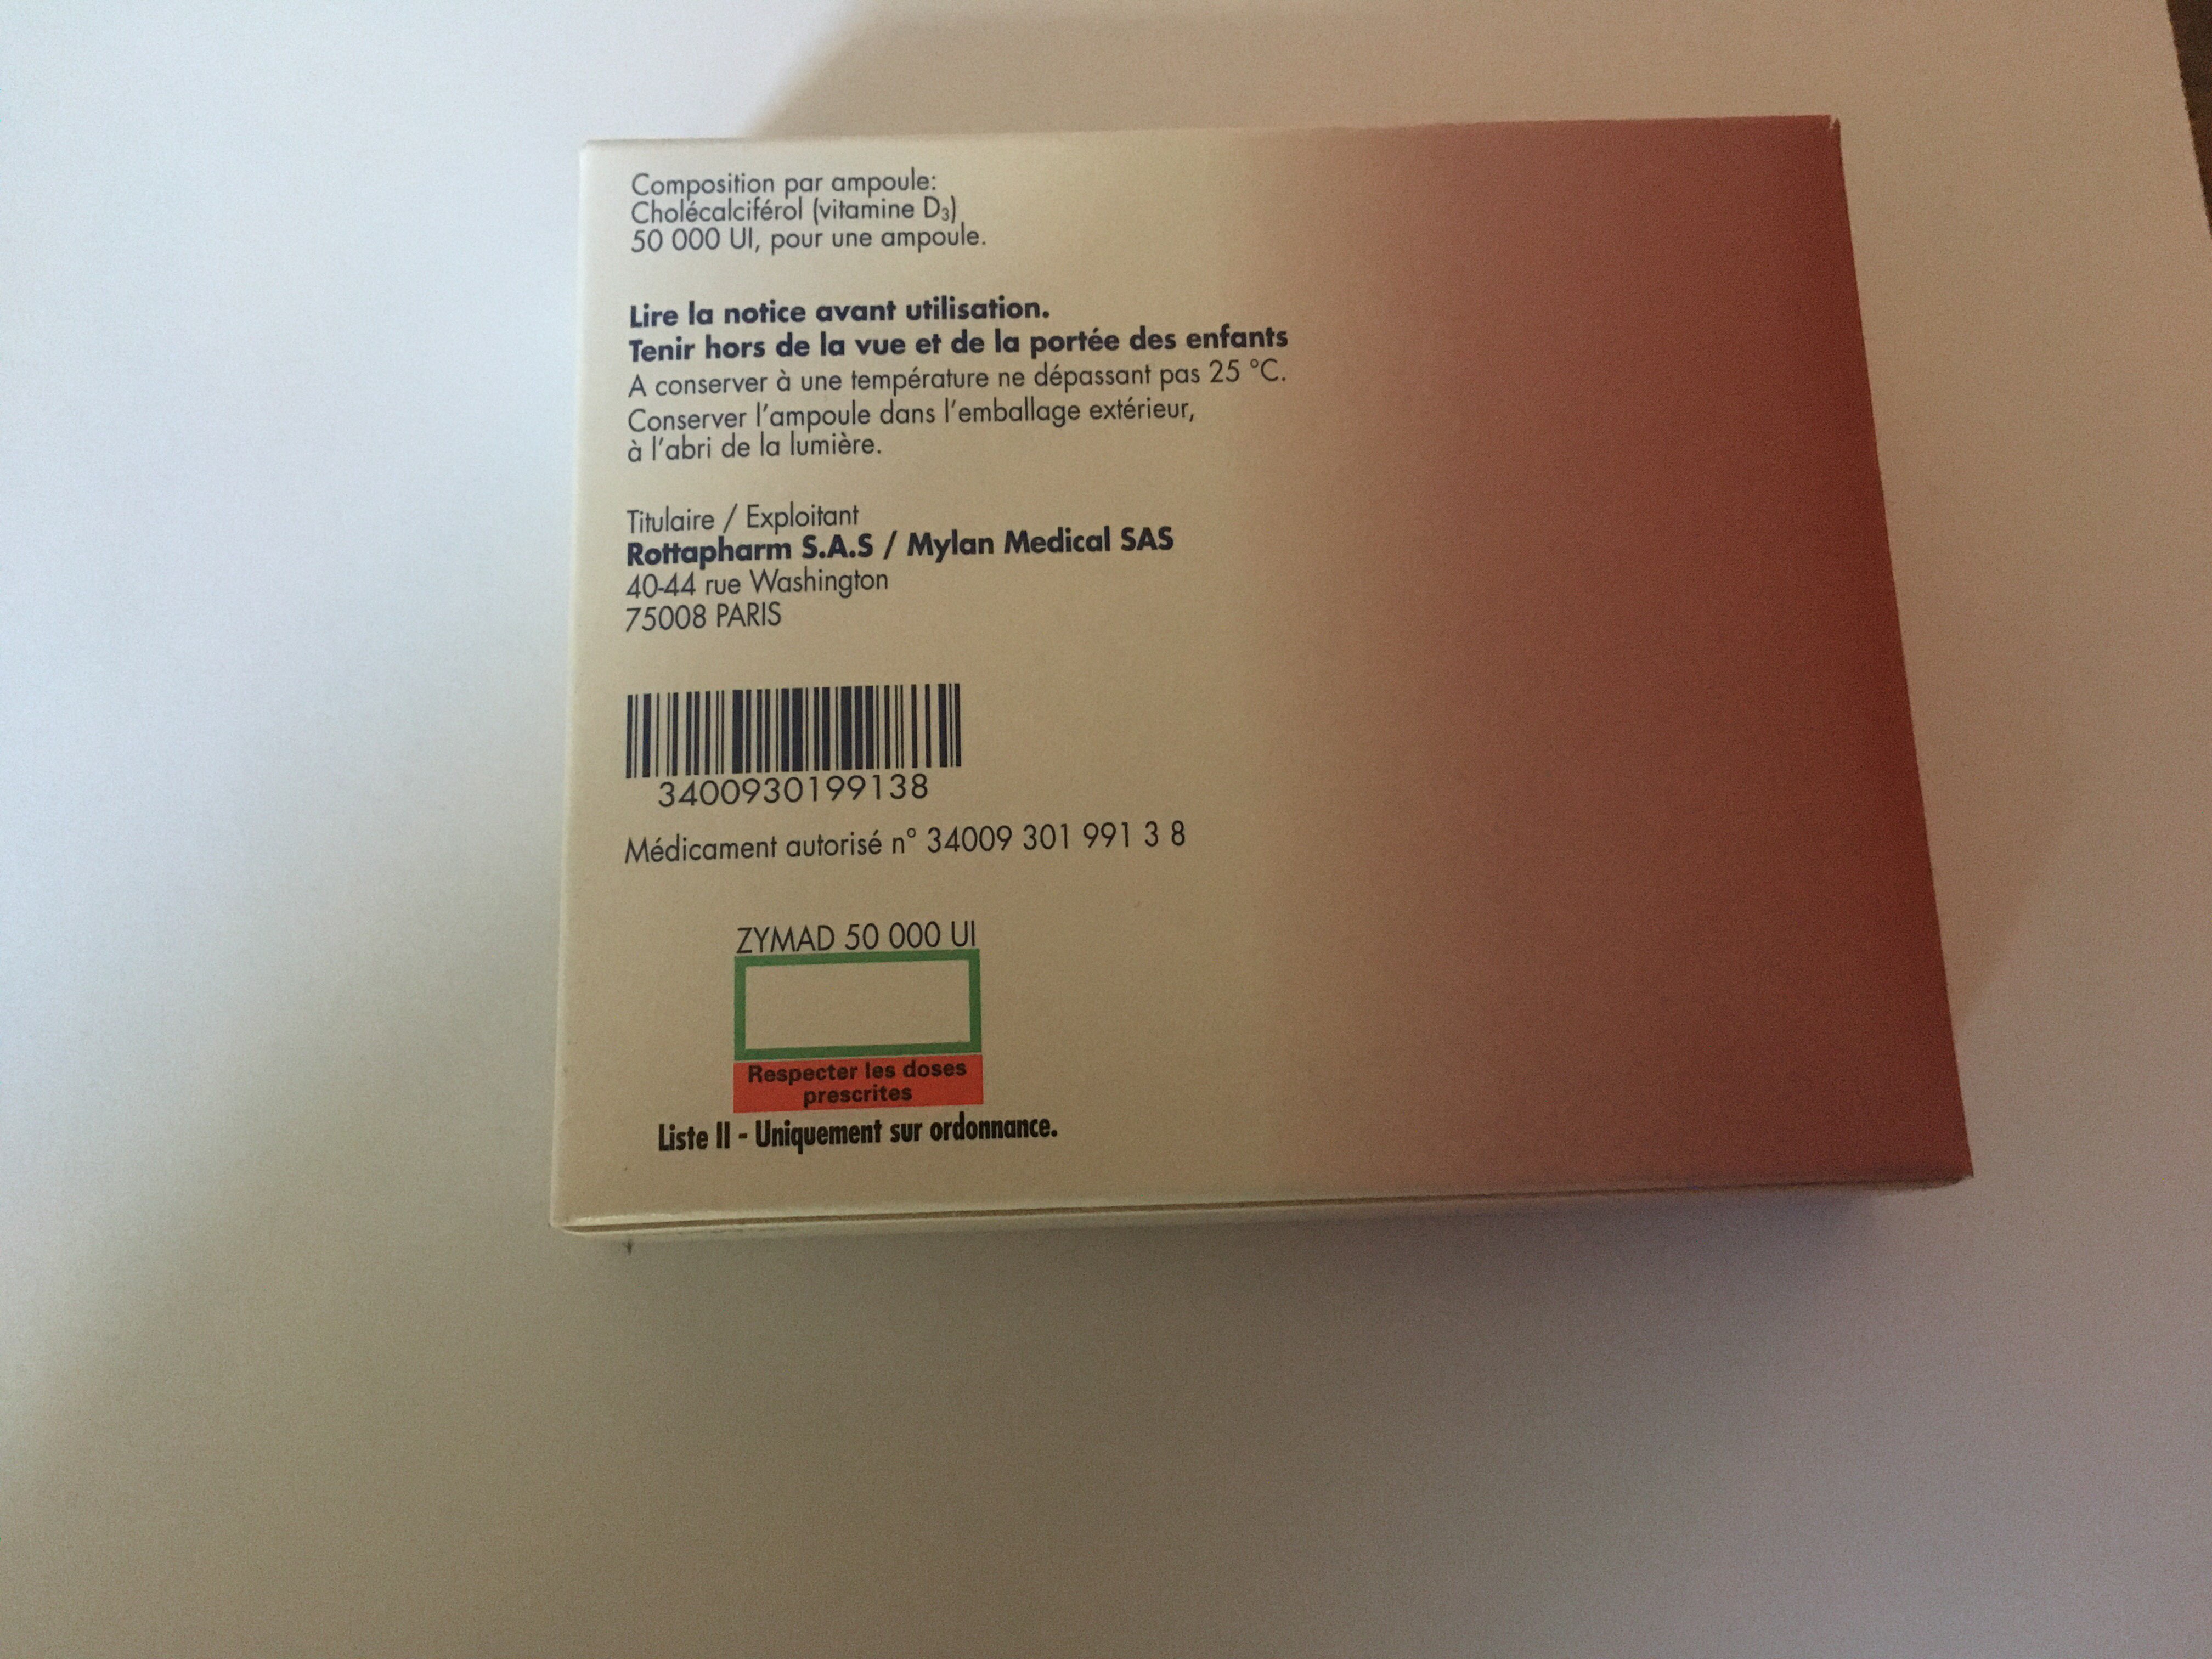 Composition par ampoule:
Cholécalciférol (vitamine D₃)
50 000 UI, pour une ampoule.
Lire la notice avant utilisation.
Tenir hors de la vue et de la portée des enfants
A conserver à une température ne dépassant pas 25 °C.
Conserver l'ampoule dans l'emballage extérieur,
à l'abri de la lumière.
Titulaire / Exploitant
Rottapharm S.A.S / Mylan Medical SAS
40-44 rue Washington
75008 PARIS
3400930199138
Médicament autorisé n° 34009 301 991 3 8
ZYMAD 50 000 UI
Respecter les doses
prescrites
Liste II - Uniquement sur ordonnance.